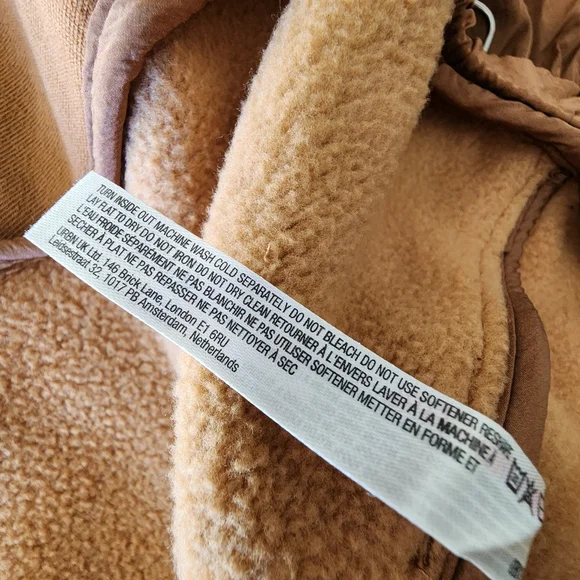 TURN INSIDE OUT MACHINE WASH COLD SEPARATELY DO NOT BLEACH DO NOT USE SOFTENER
LAY FLAT TO DRY DO NOT IRON DO NOT DRY CLEAN RETOURNER À L'ENVERS LAVER À LA MACHINE À
L'EAU FROIDE SÉPARÉMENT NE PAS BLANCHIR NE PAS UTILISER SOFTENER METTER EN FORME ET
SÉCHER À PLAT NE PAS REPASSER NE PAS NETTOYER À SEC
URBN UK Ltd. 146 Brick Lane, London E1 6RU
Leidsestraat 32, 1017 PB Amsterdam, Netherlands